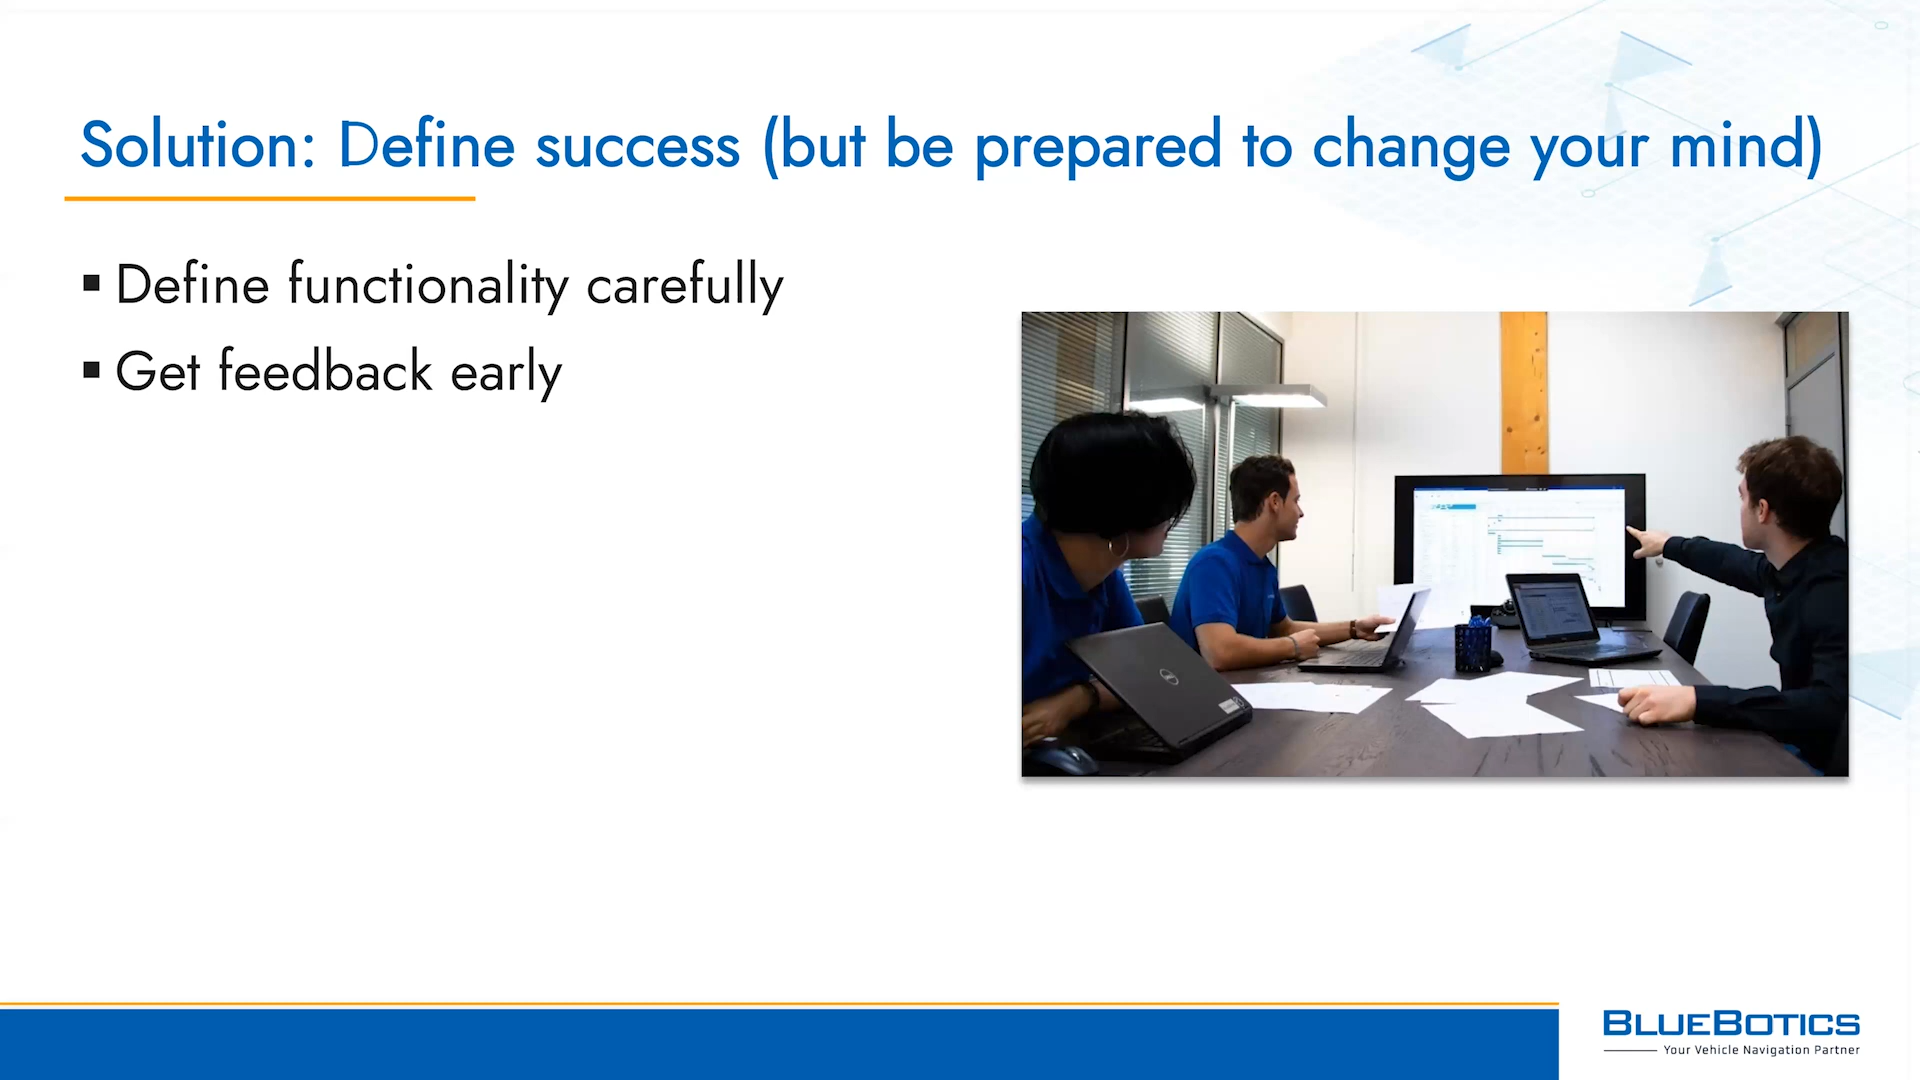 Solution: Define success (but be prepared to change your mind)
▪ Define functionality carefully
▪ Get feedback early
BLUEBOTICS
Your Vehicle Navigation Partner